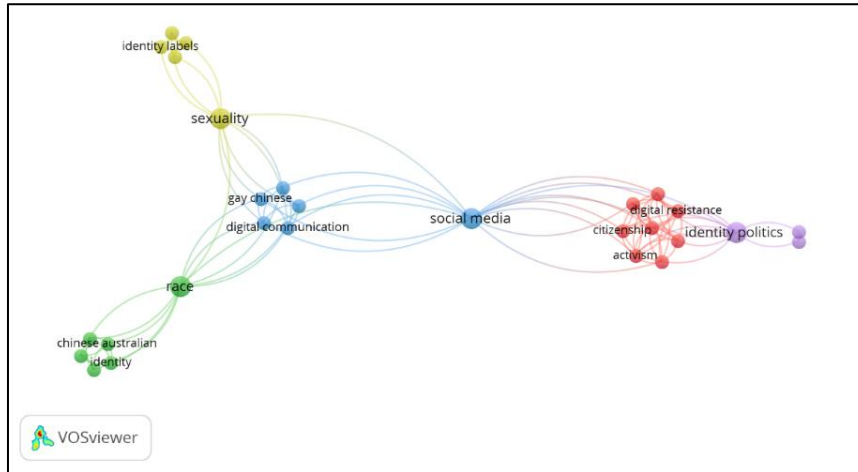 identity labels
sexuality
gay chinese
digital communication
social media
digital resistance
citizenship
identity politics
activism
race
chinese australian
identity
VOSviewer